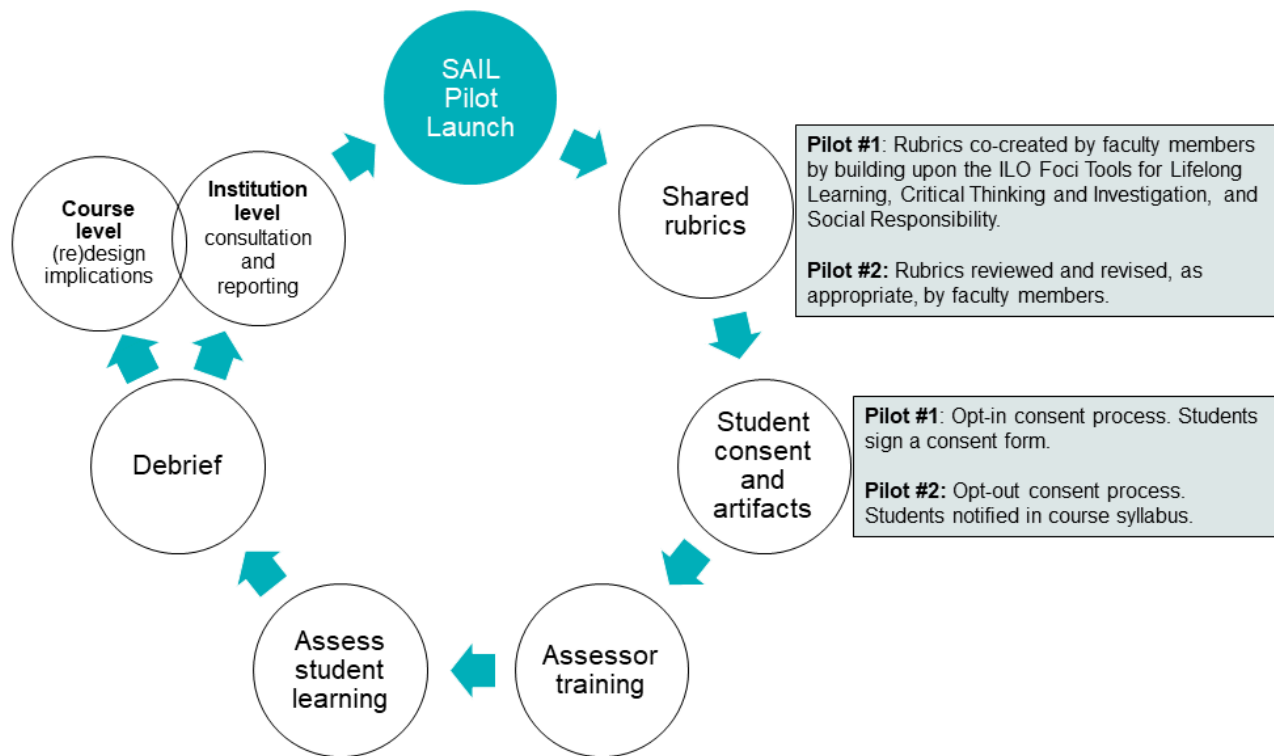 SAIL
Pilot
Launch
Shared
rubrics
Pilot #1: Rubrics co-created by faculty members
by building upon the ILO Foci Tools for Lifelong
Learning, Critical Thinking and Investigation, and
Social Responsibility.
Pilot #2: Rubrics reviewed and revised, as
appropriate, by faculty members.
Student
consent
and
artifacts
Pilot #1: Opt-in consent process. Students
sign a consent form.
Pilot #2: Opt-out consent process.
Students notified in course syllabus.
Assessor
training
Assess
student
learning
Debrief
Course
level
(re)design
implications
Institution
level
consultation
and
reporting